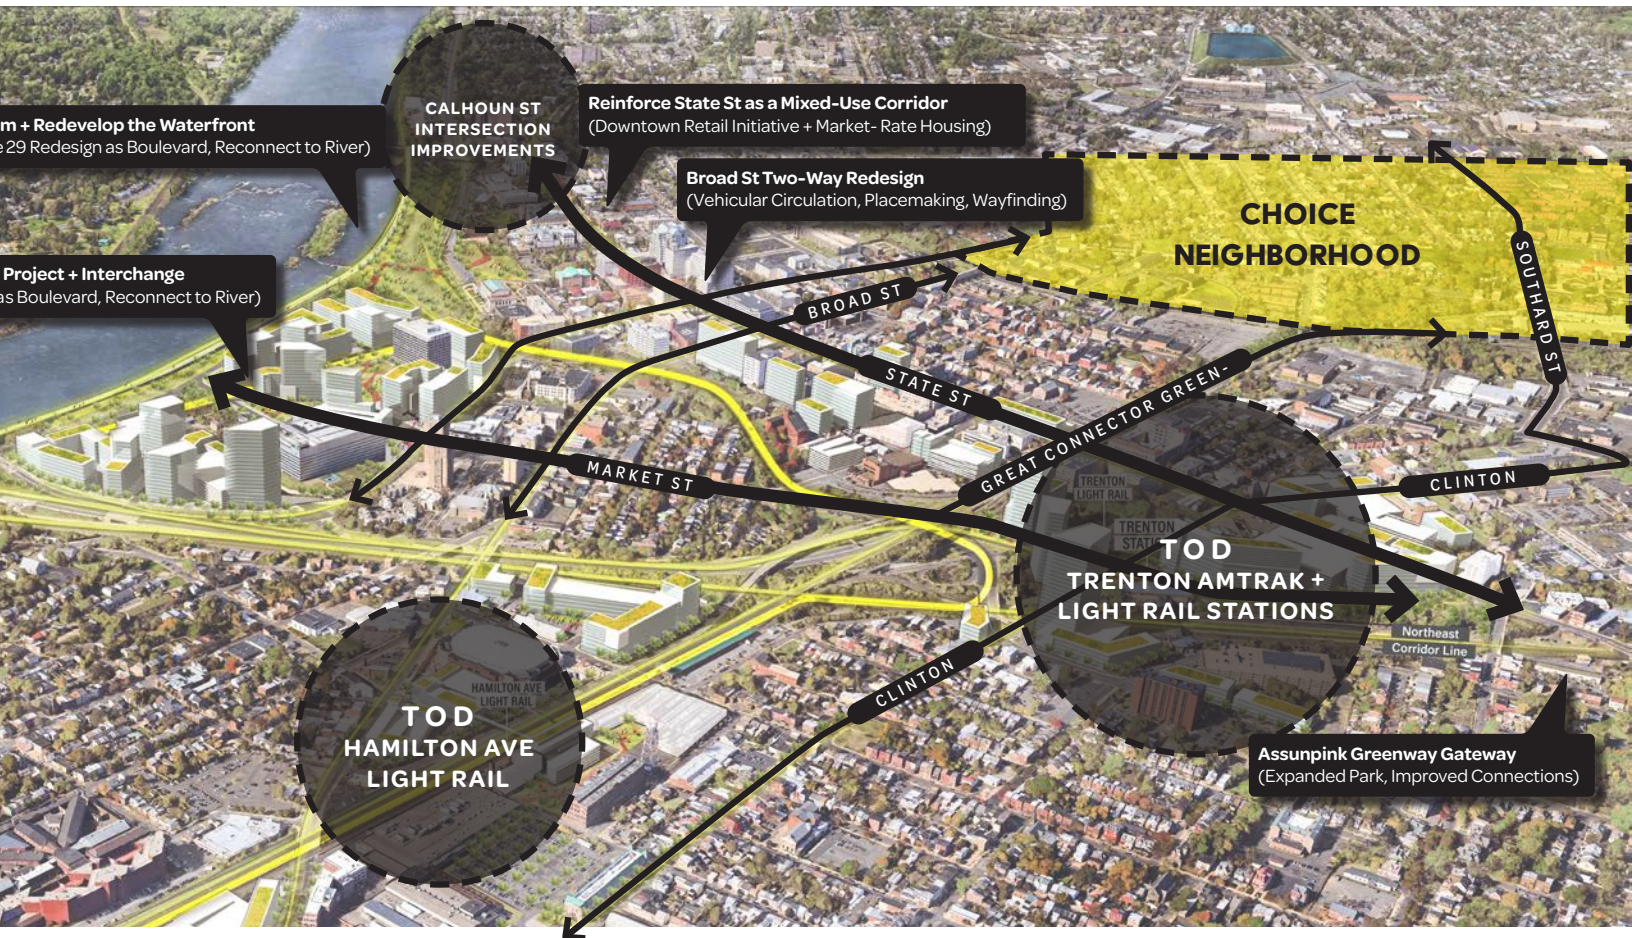 CALHOUN ST
INTERSECTION
IMPROVEMENTS
Reinforce State St as a Mixed-Use Corridor
(Downtown Retail Initiative + Market- Rate Housing)
m + Redevelop the Waterfront
e 29 Redesign as Boulevard, Reconnect to River)
Broad St Two-Way Redesign
(Vehicular Circulation, Placemaking, Wayfinding)
CHOICE
NEIGHBORHOOD
Project + Interchange
as Boulevard, Reconnect to River)
BROAD ST
SOUTHARD ST
STATE ST
GREAT CONNECTOR GREEN-
MARKET ST
CLINTON
TRENTON
LIGHT RAIL
TRENTON
STATI
TOD
TRENTON AMTRAK +
LIGHT RAIL STATIONS
Northeast
Corridor Line
CLINTON
HAMILTON AVE
LIGHT RAIL
TOD
HAMILTON AVE
LIGHT RAIL
Assunpink Greenway Gateway
(Expanded Park, Improved Connections)